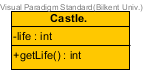 Visual Paradigm Standard(Bilkent Univ.)
Castle.
-life : int
+getLife() : int